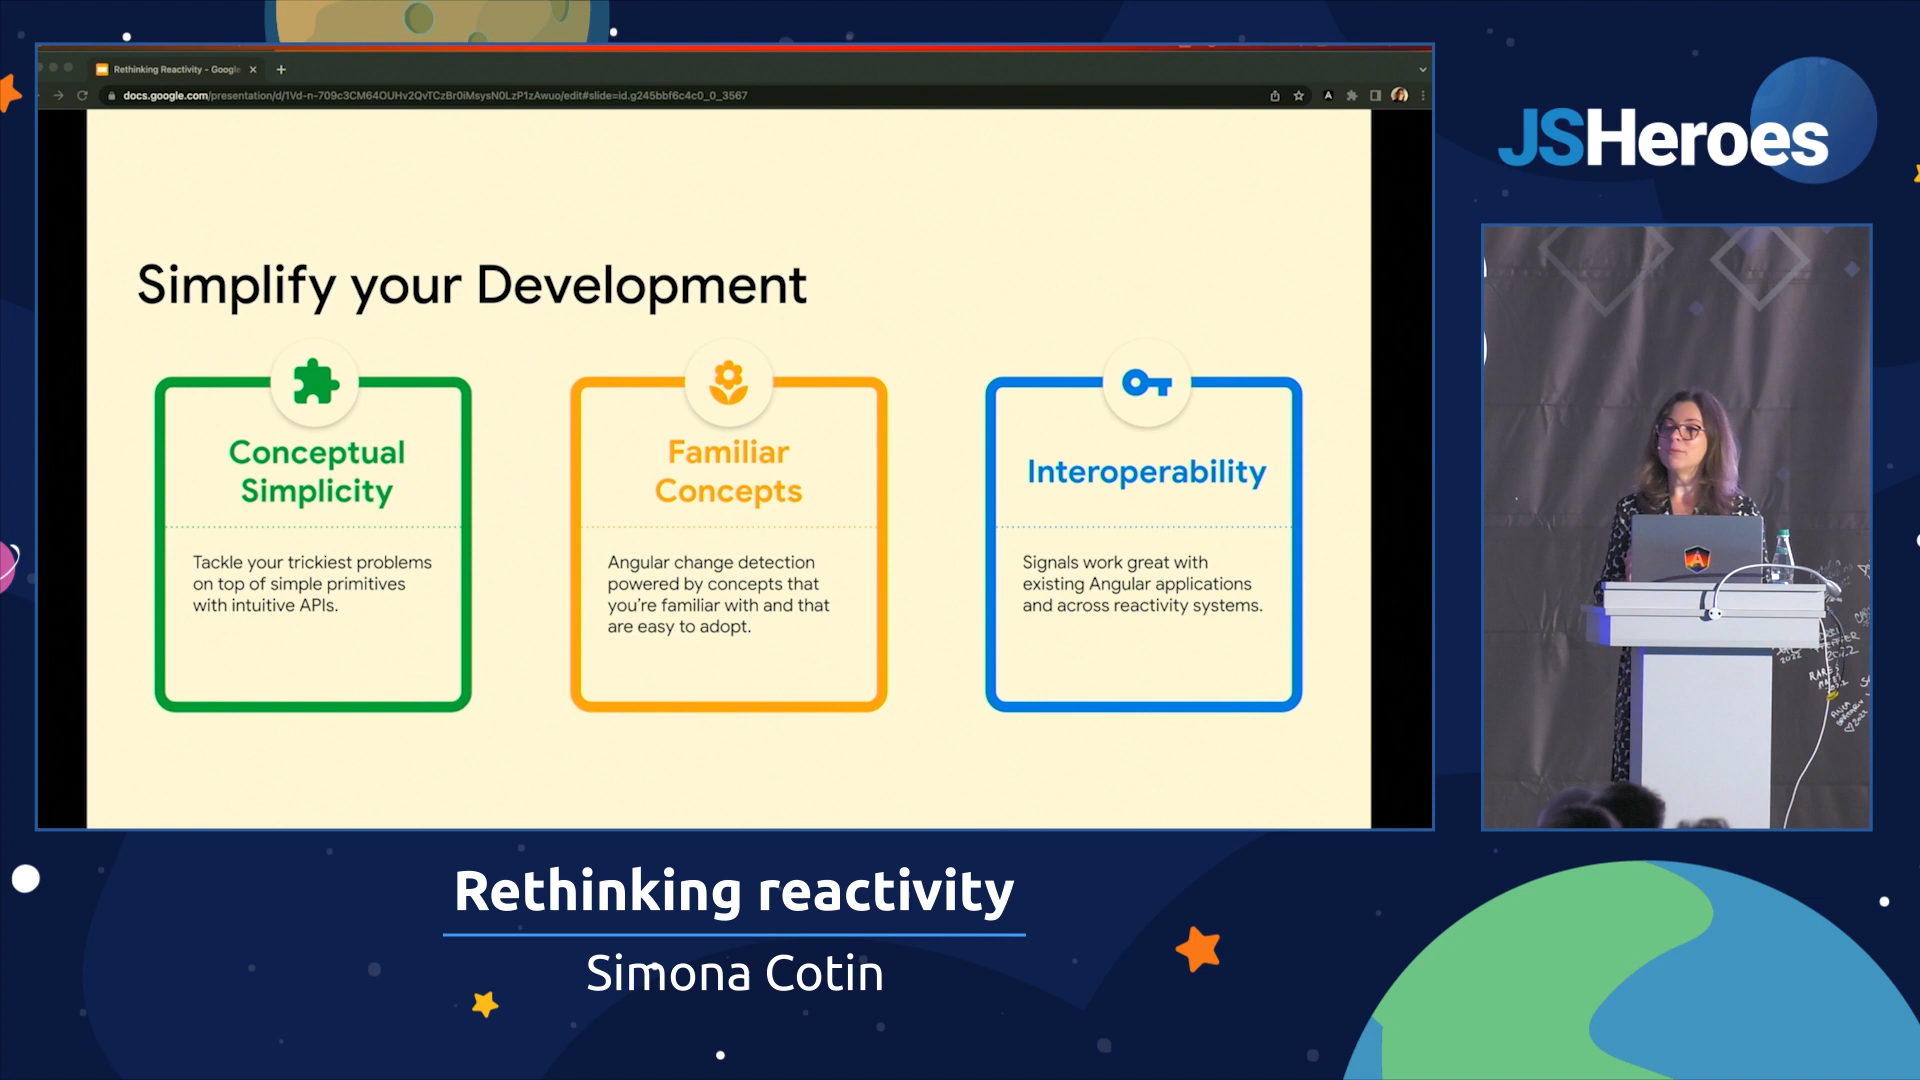 Rethinking Reactivity - Google
docs.google.com/presentation/d/1Vd-n-709c3CM64OUHv2QvTCzBr0iMsysN0LzP1zAwuo/edit#slide=id.g245bbf6c4c0_0_3567
JSHeroes
Simplify your Development
Conceptual
Simplicity
Tackle your trickiest problems
on top of simple primitives
with intuitive APIs.
Familiar
Concepts
Angular change detection
powered by concepts that
you're familiar with and that
are easy to adopt.
Interoperability
Signals work great with
existing Angular applications
and across reactivity systems.
A
2022
Rethinking reactivity
Simona Cotin